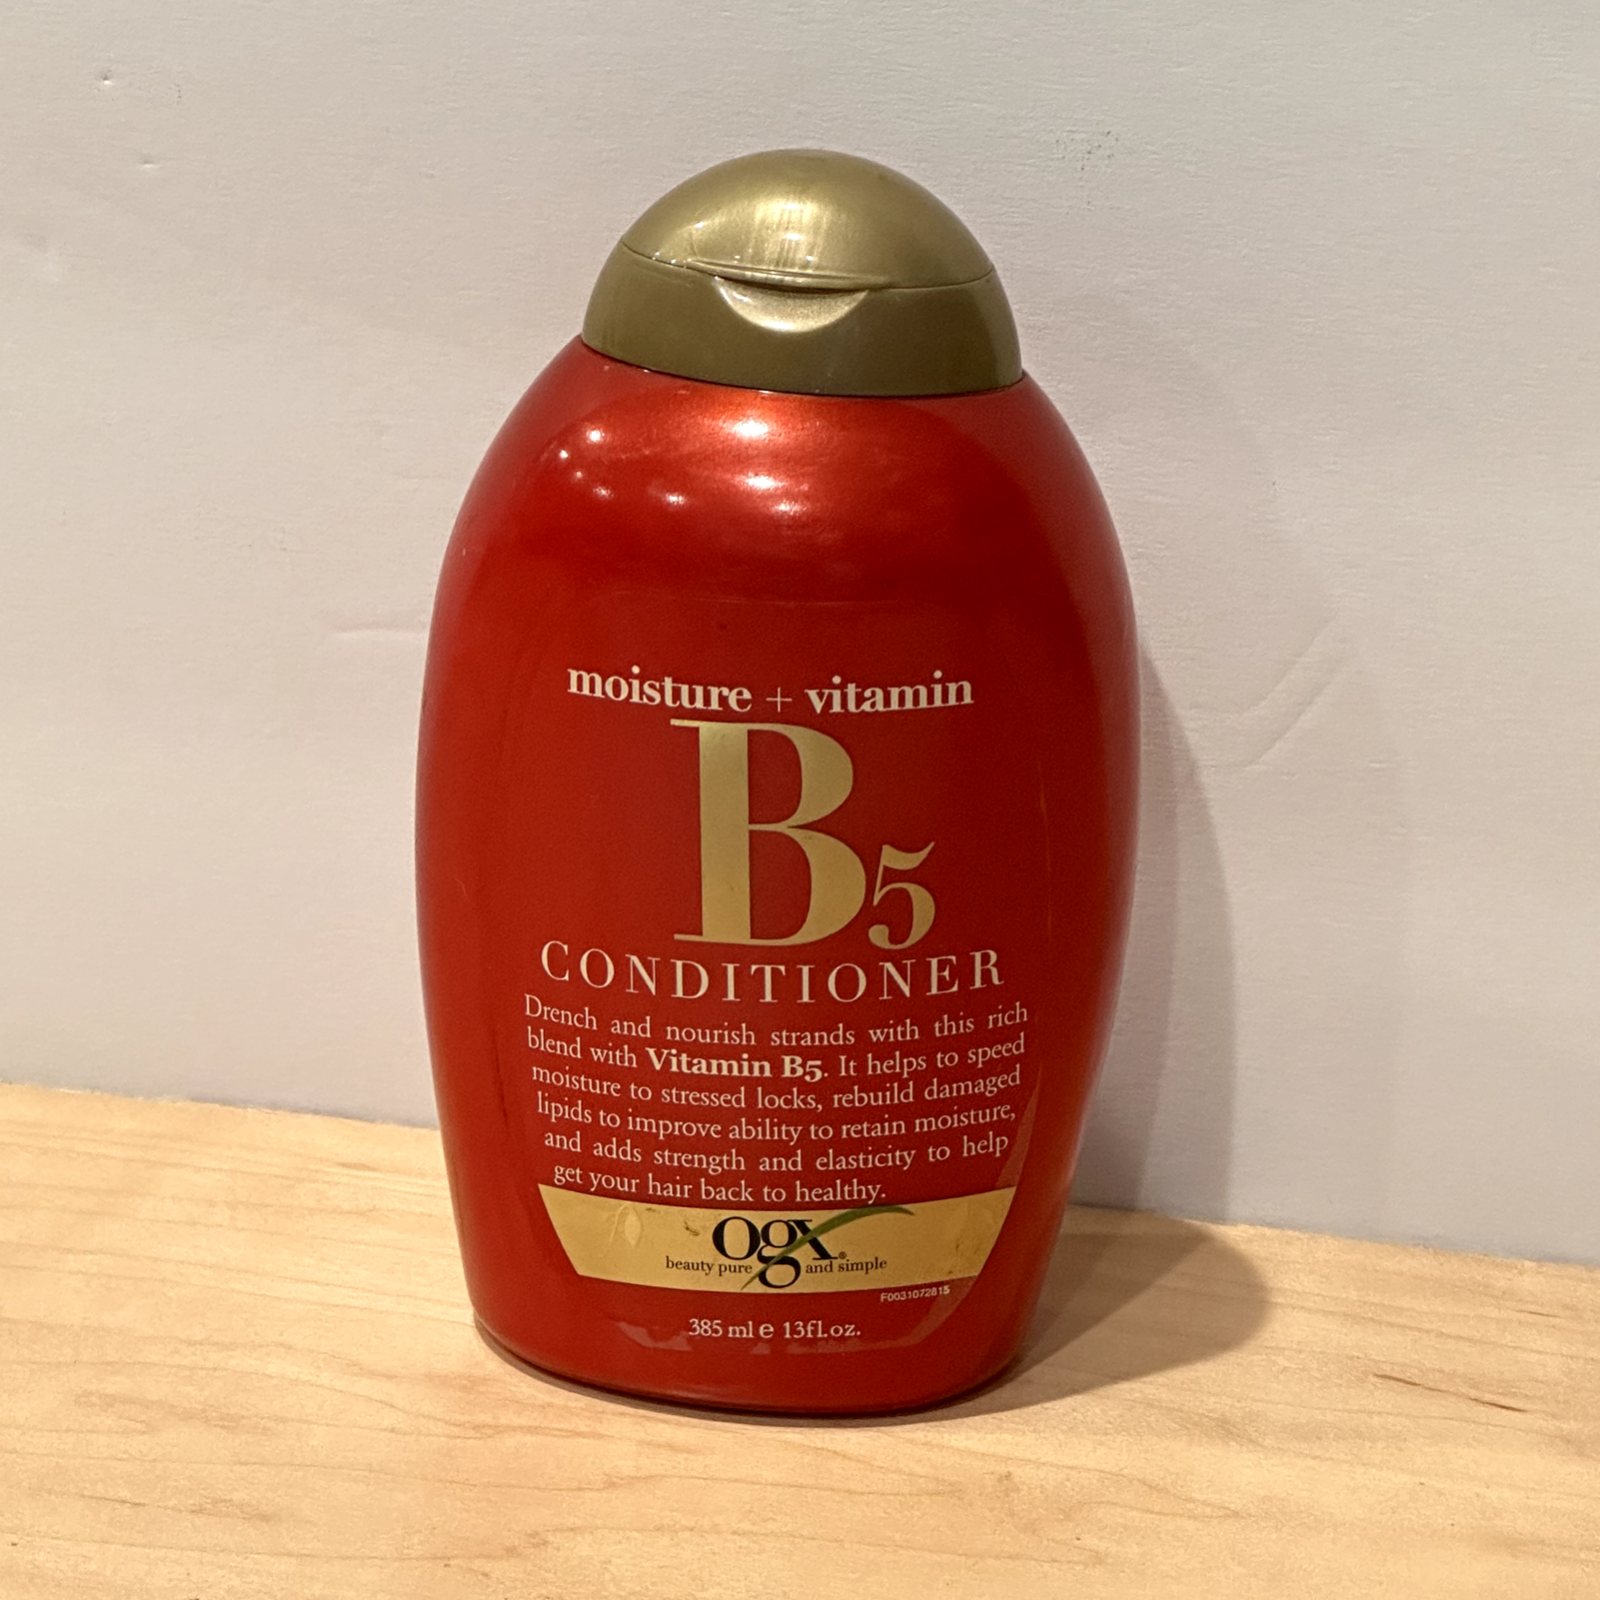 moisture + vitamin
B5
CONDITIONER
Drench and nourish strands with this rich
blend with Vitamin B5. It helps to speed
moisture to stressed locks, rebuild damaged
lipids to improve ability to retain moisture,
and adds strength and elasticity to help
get your hair back to healthy.
ogx®
beauty pure and simple
F0031072815
385 ml e 13fl.oz.